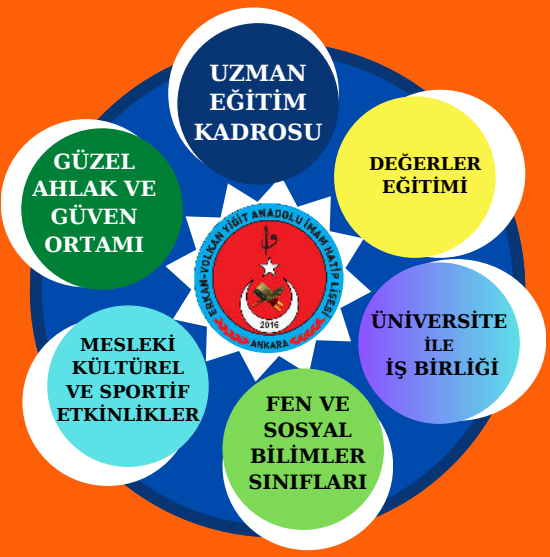 UZMAN
EĞİTİM
KADROSU
DEĞERLER
EĞİTİMİ
ÜNİVERSİTE
İLE
İŞ BİRLİĞİ
FEN VE
SOSYAL
BİLİMLER
SINIFLARI
MESLEKİ
KÜLTÜREL
VE SPORTİF
ETKİNLİKLER
GÜZEL
AHLAK VE
GÜVEN
ORTAMI
ERKAN-VOLKAN YİĞİT ANADOLU İMAM HATİP LİSESİ
2016
ANKARA